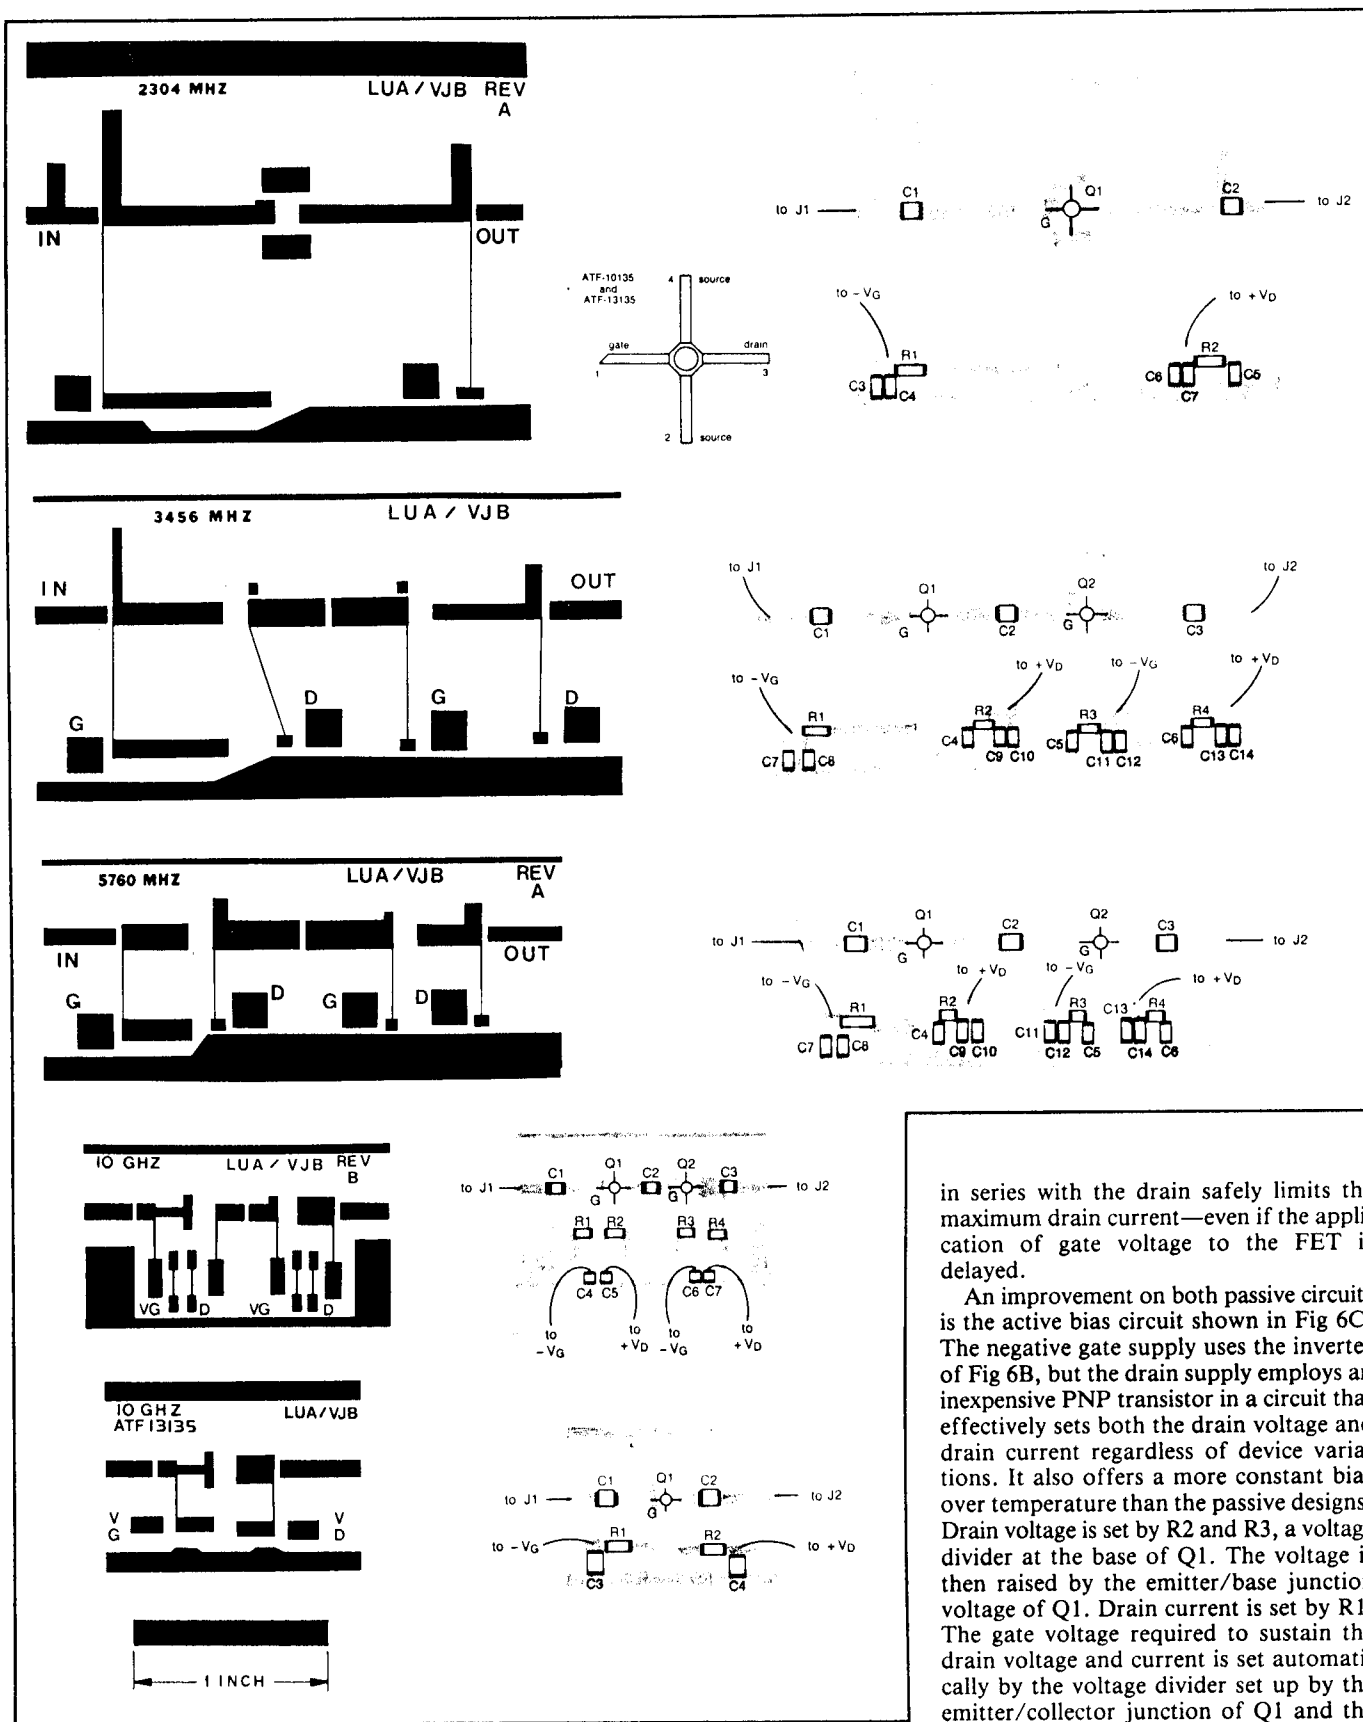 2304 MHZ LUA / VJB REV
A
IN
OUT
C1
Q1
C2
to J1
G
to J2
ATF-10135
and
ATF-13135
4 source
gate
drain
1
3
2 source
to -VG
to +VD
R1
C3
C4
R2
C6
C7
C5
3456 MHZ LUA / VJB
IN
OUT
G
D
G
D
to J1
Q1
Q2
to J2
C1
G
C2
G
C3
to -VG
to +VD
to -VG
to +VD
R1
R2
R3
R4
C7 C8
C4
C9 C10
C5
C11 C12
C6
C13 C14
5760 MHZ LUA/VJB REV
A
IN
OUT
G
D
G
D
to J1
C1
Q1
G
C2
Q2
G
C3
to J2
to -VG
to +VD
to -VG
to +VD
R1
R2
R3
C13
R4
C7 C8
C4
C9 C10
C11
C12 C5
C14 C6
10 GHZ LUA / VJB REV
B
VG D VG D
to J1
C1
Q1
G
C2
Q2
G
C3
to J2
R1 R2 R3 R4
C4 C5 C6 C7
to
-VG
to
+VD
to
-VG
to
+VD
10 GHZ LUA/VJB
ATF13135
V
G
V
D
to J1
C1
Q1
G
C2
to J2
to -VG
R1
R2
to +VD
C3
C4
1 INCH
in series with the drain safely limits
maximum drain current—even if the appli
cation of gate voltage to the FET
delayed.
An improvement on both passive circuit
is the active bias circuit shown in Fig 6C
The negative gate supply uses the inverte
of Fig 6B, but the drain supply employs
inexpensive PNP transistor in a circuit tha
effectively sets both the drain voltage and
drain current regardless of device varia
tions. It also offers a more constant bia
over temperature than the passive designs
Drain voltage is set by R2 and R3, a voltag
divider at the base of Q1. The voltage
then raised by the emitter/base junction
voltage of Q1. Drain current is set by R1
The gate voltage required to sustain th
drain voltage and current is set automati
cally by the voltage divider set up by th
emitter/collector junction of Q1 and th